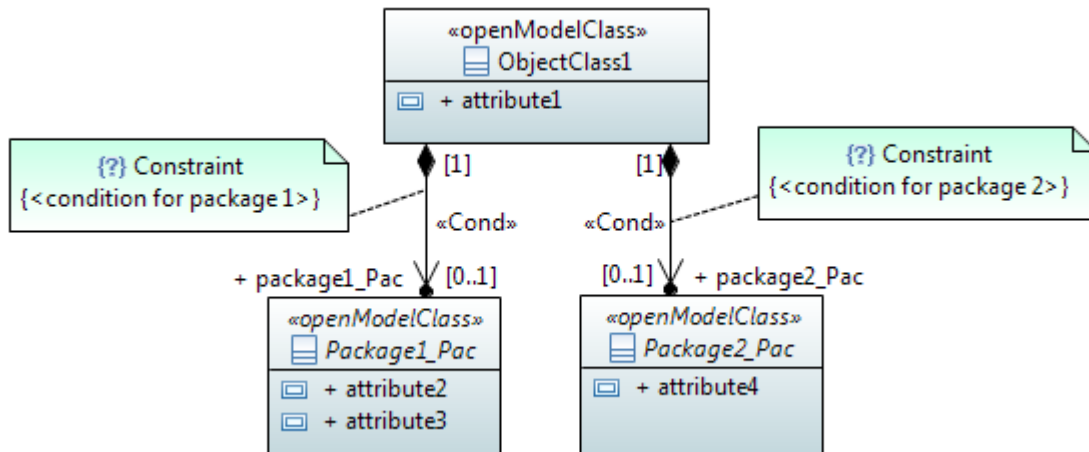 «openModelClass»
ObjectClass1
+ attribute1
{?} Constraint
{<condition for package 1>}
{?} Constraint
{<condition for package 2>}
[1]
[1]
«Cond»
«Cond»
+ package1_Pac
[0..1]
[0..1]
+ package2_Pac
«openModelClass»
Package1_Pac
+ attribute2
+ attribute3
«openModelClass»
Package2_Pac
+ attribute4